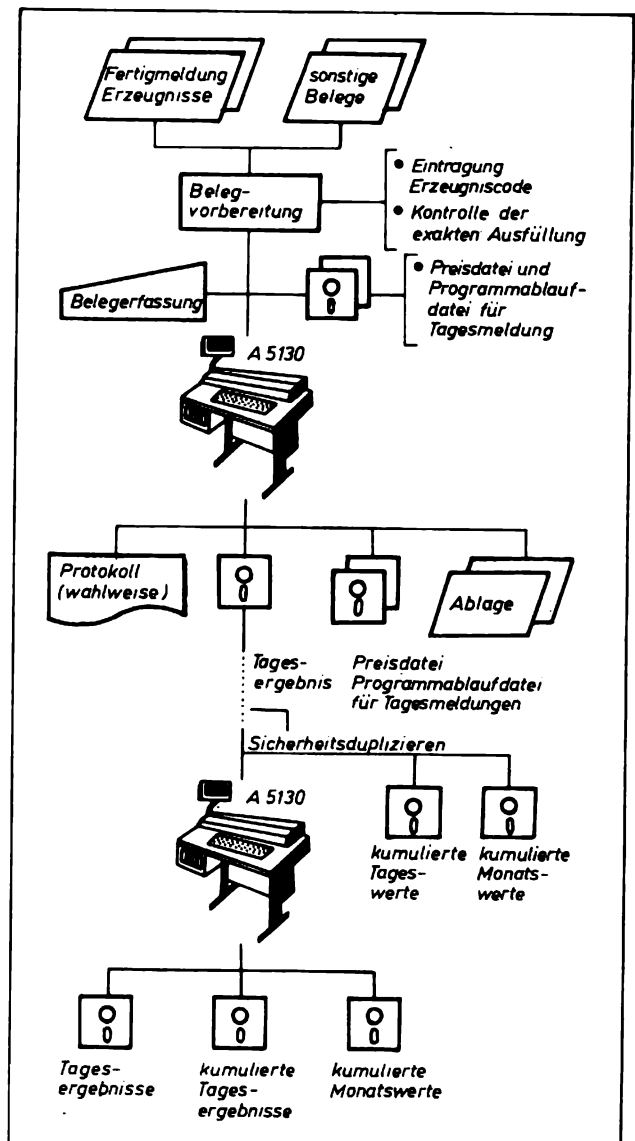 Fertigmeldung
Erzeugnisse
sonstige
Belege
Beleg-
vorbereitung
• Eintragung
Erzeugniscode
• Kontrolle der
exakten Ausfüllung
Belegerfassung
• Preisdatei und
Programmablauf-
datei für
Tagesmeldung
A 5130
Protokoll
(wahlweise)
Ablage
Tages-
ergebnis
Preisdatei
Programmablaufdatei
für Tagesmeldungen
Sicherheitsduplizieren
A 5130
kumulierte
Tages-
werte
kumulierte
Monats-
werte
Tages-
ergebnisse
kumulierte
Tages-
ergebnisse
kumulierte
Monatswerte